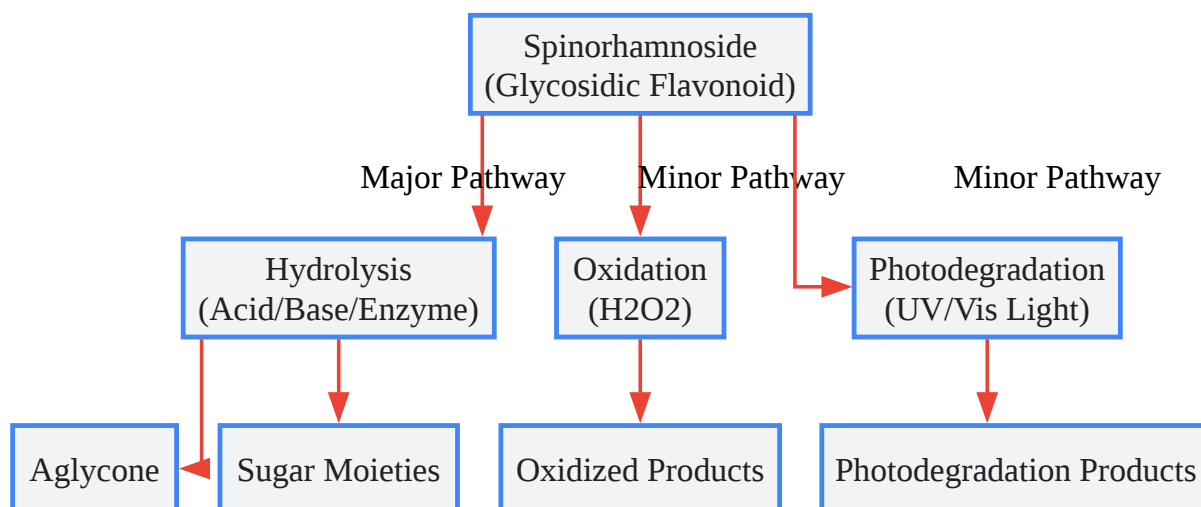 Spinorhamnoside
(Glycosidic Flavonoid)
Major Pathway
Minor Pathway
Minor Pathway
Hydrolysis
(Acid/Base/Enzyme)
Oxidation
(H2O2)
Photodegradation
(UV/Vis Light)
Aglycone
Sugar Moieties
Oxidized Products
Photodegradation Products